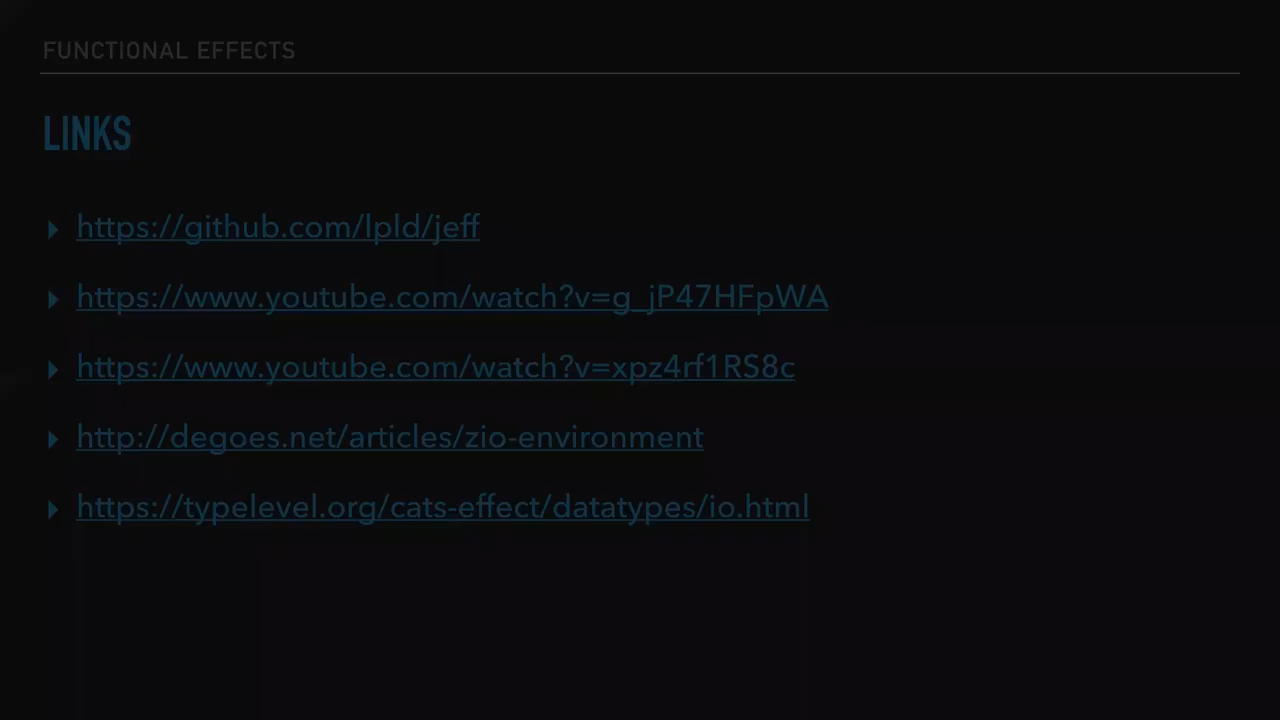 FUNCTIONAL EFFECTS
LINKS
https://github.com/lpld/jeff
https://www.youtube.com/watch?v=g_jP47HFpWA
https://www.youtube.com/watch?v=xpz4rf1RS8c
http://degoes.net/articles/zio-environment
https://typelevel.org/cats-effect/datatypes/io.html